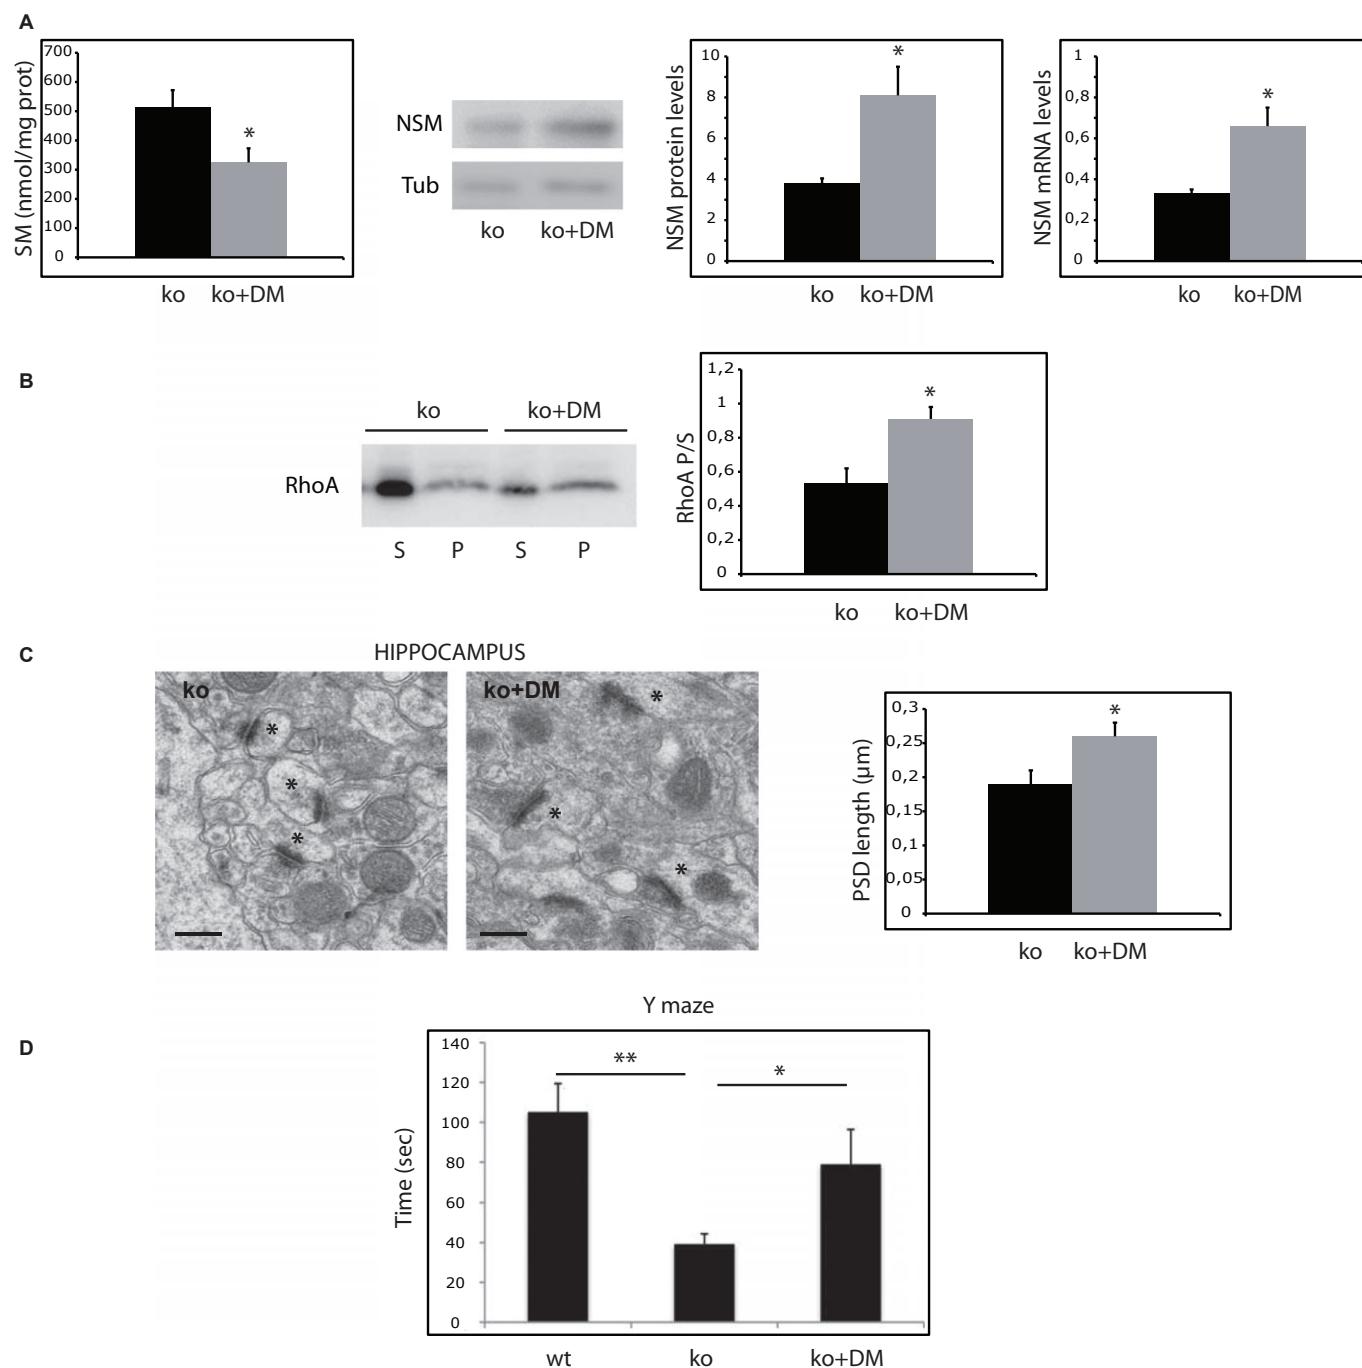 A
SM (nmol/mg prot)
700
600
500
400
300
200
100
0
ko ko+DM
NSM
Tub
ko ko+DM
NSM protein levels
10
8
6
4
2
0
*
ko ko+DM
NSM mRNA levels
1
0,8
0,6
0,4
0,2
0
*
ko ko+DM
*
B
ko ko+DM
RhoA
S P S P
RhoA P/S
1,2
1
0,8
0,6
0,4
0,2
0
*
ko ko+DM
C
HIPPOCAMPUS
ko
*
*
*
ko+DM
*
*
*
PSD length (µm)
0,3
0,25
0,2
0,15
0,1
0,05
0
*
ko ko+DM
D
Y maze
Time (sec)
140
120
100
80
60
40
20
0
** *
wt ko ko+DM